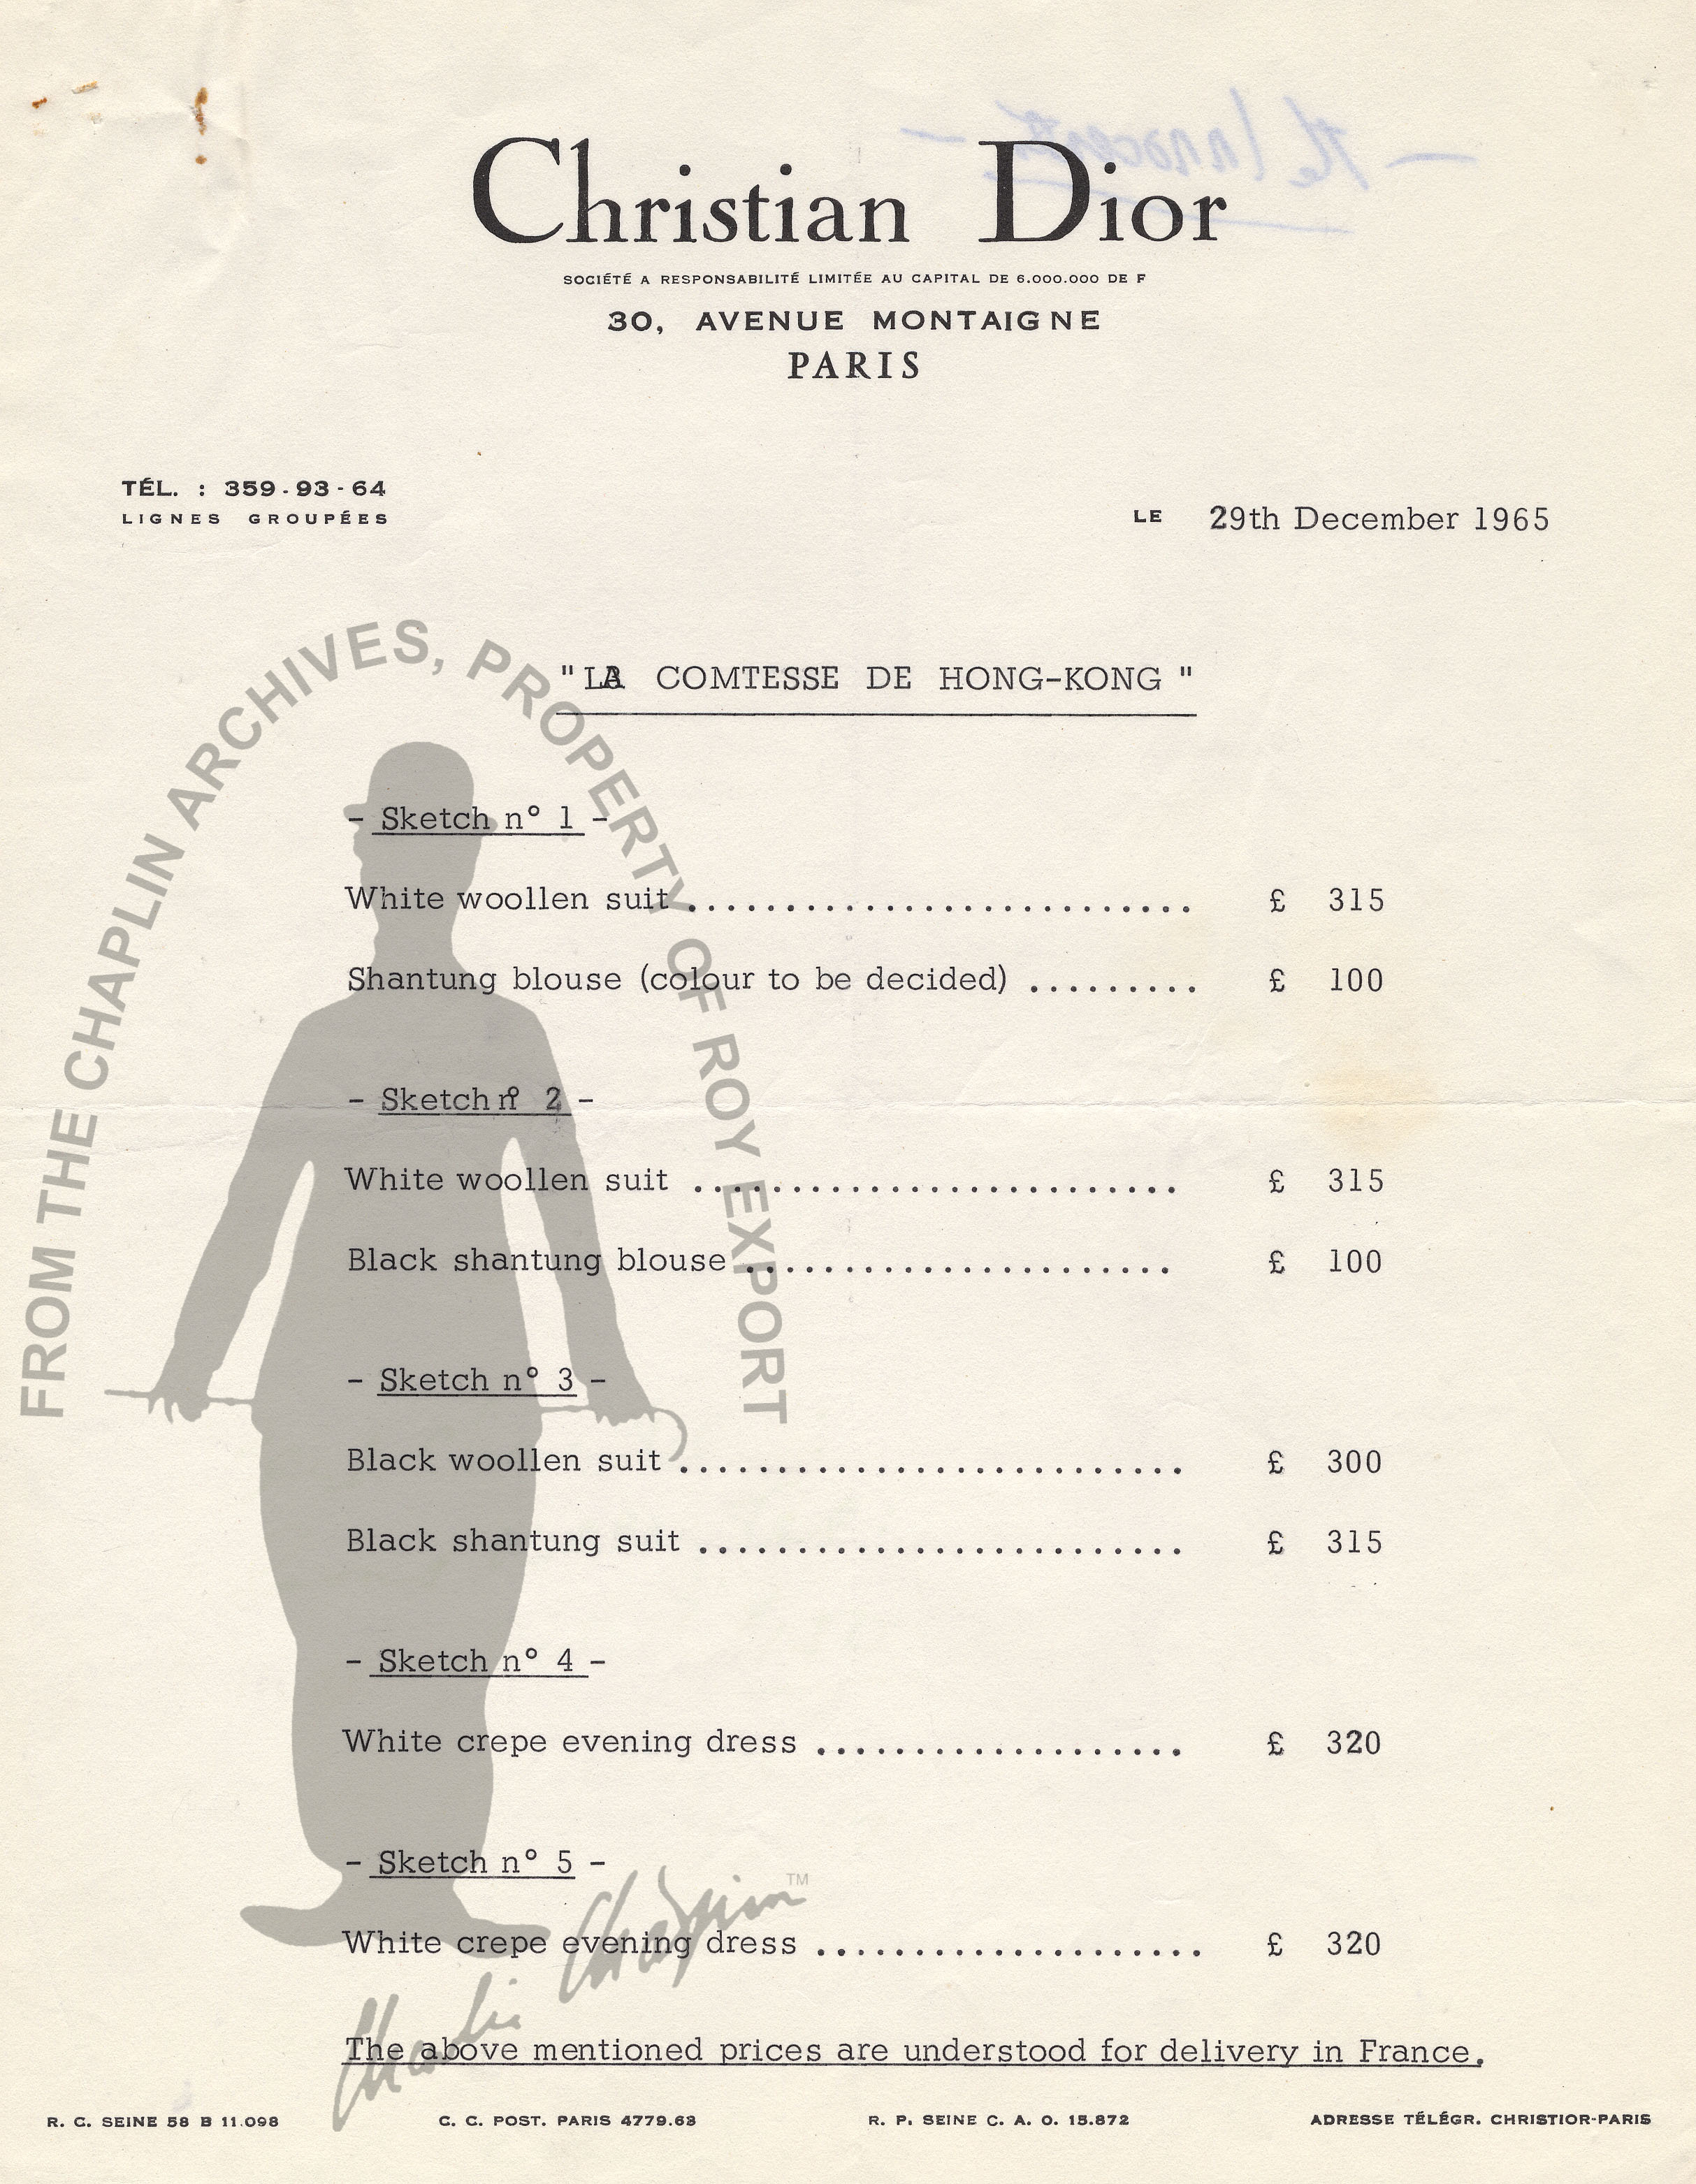 Christian Dior
SOCIÉTÉ A RESPONSABILITÉ LIMITÉE AU CAPITAL DE 6.000.000 DE F
30, AVENUE MONTAIGNE
PARIS
TÉL. : 359-93-64
LIGNES GROUPÉES
LE 29th December 1965
"LA COMTESSE DE HONG-KONG"
FROM THE CHAPLIN ARCHIVES, PROPERTY OF ROY EXPORT
- Sketch n° 1 -
White woollen suit .......................... £ 315
Shantung blouse (colour to be decided) ......... £ 100
- Sketch n° 2 -
White woollen suit ......................... £ 315
Black shantung blouse ...................... £ 100
- Sketch n° 3 -
Black woollen suit .......................... £ 300
Black shantung suit ......................... £ 315
- Sketch n° 4 -
White crepe evening dress ................... £ 320
- Sketch n° 5 -
White crepe evening dress .................... £ 320
Charlie Chaplin™
The above mentioned prices are understood for delivery in France.
R. C. SEINE 58 B 11.098 C. C. POST. PARIS 4779.63 R. P. SEINE C. A. O. 15.872 ADRESSE TÉLÉGR. CHRISTIOR-PARIS